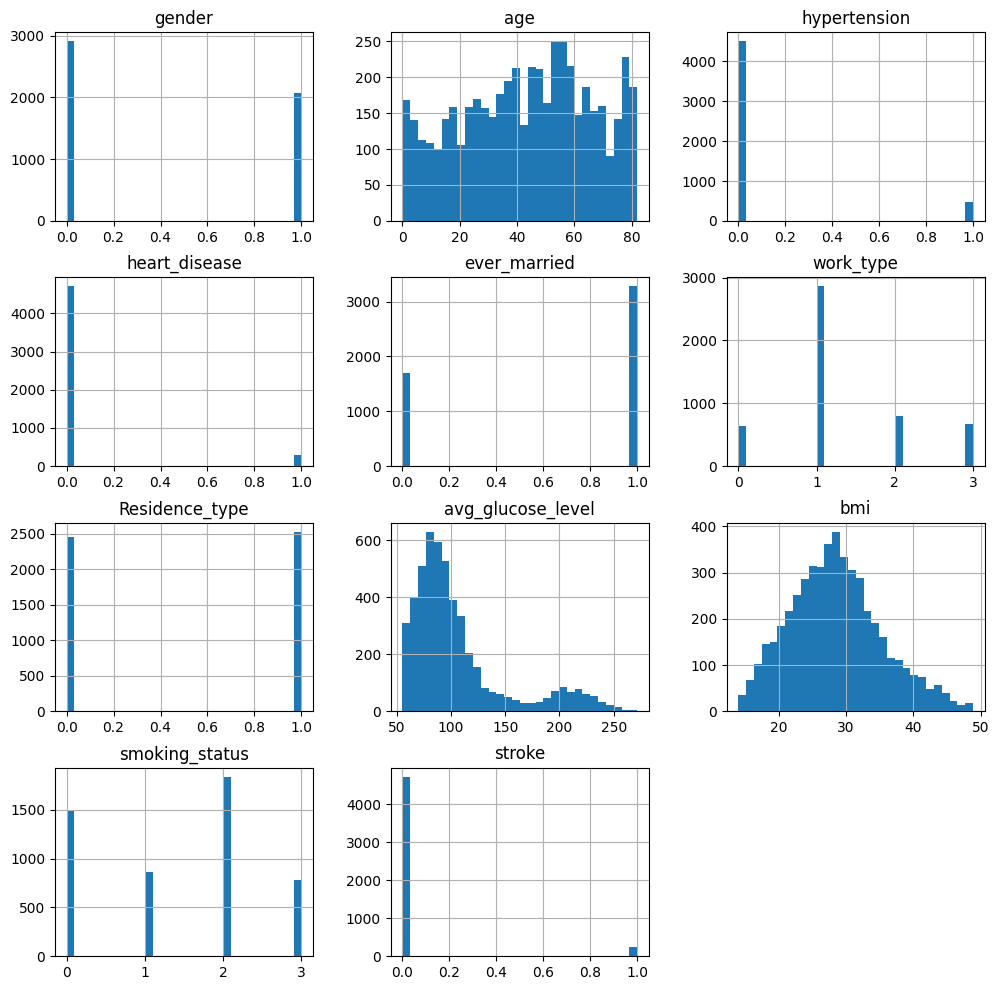 gender
3000
2000
1000
0
0.0 0.2 0.4 0.6 0.8 1.0
age
250
200
150
100
50
0
0 20 40 60 80
hypertension
4000
3000
2000
1000
0
0.0 0.2 0.4 0.6 0.8 1.0
heart_disease
4000
3000
2000
1000
0
0.0 0.2 0.4 0.6 0.8 1.0
ever_married
3000
2000
1000
0
0.0 0.2 0.4 0.6 0.8 1.0
work_type
3000
2000
1000
0
0 1 2 3
Residence_type
2500
2000
1500
1000
500
0
0.0 0.2 0.4 0.6 0.8 1.0
avg_glucose_level
600
400
200
0
50 100 150 200 250
bmi
400
300
200
100
0
20 30 40 50
smoking_status
1500
1000
500
0
0 1 2 3
stroke
4000
3000
2000
1000
0
0.0 0.2 0.4 0.6 0.8 1.0